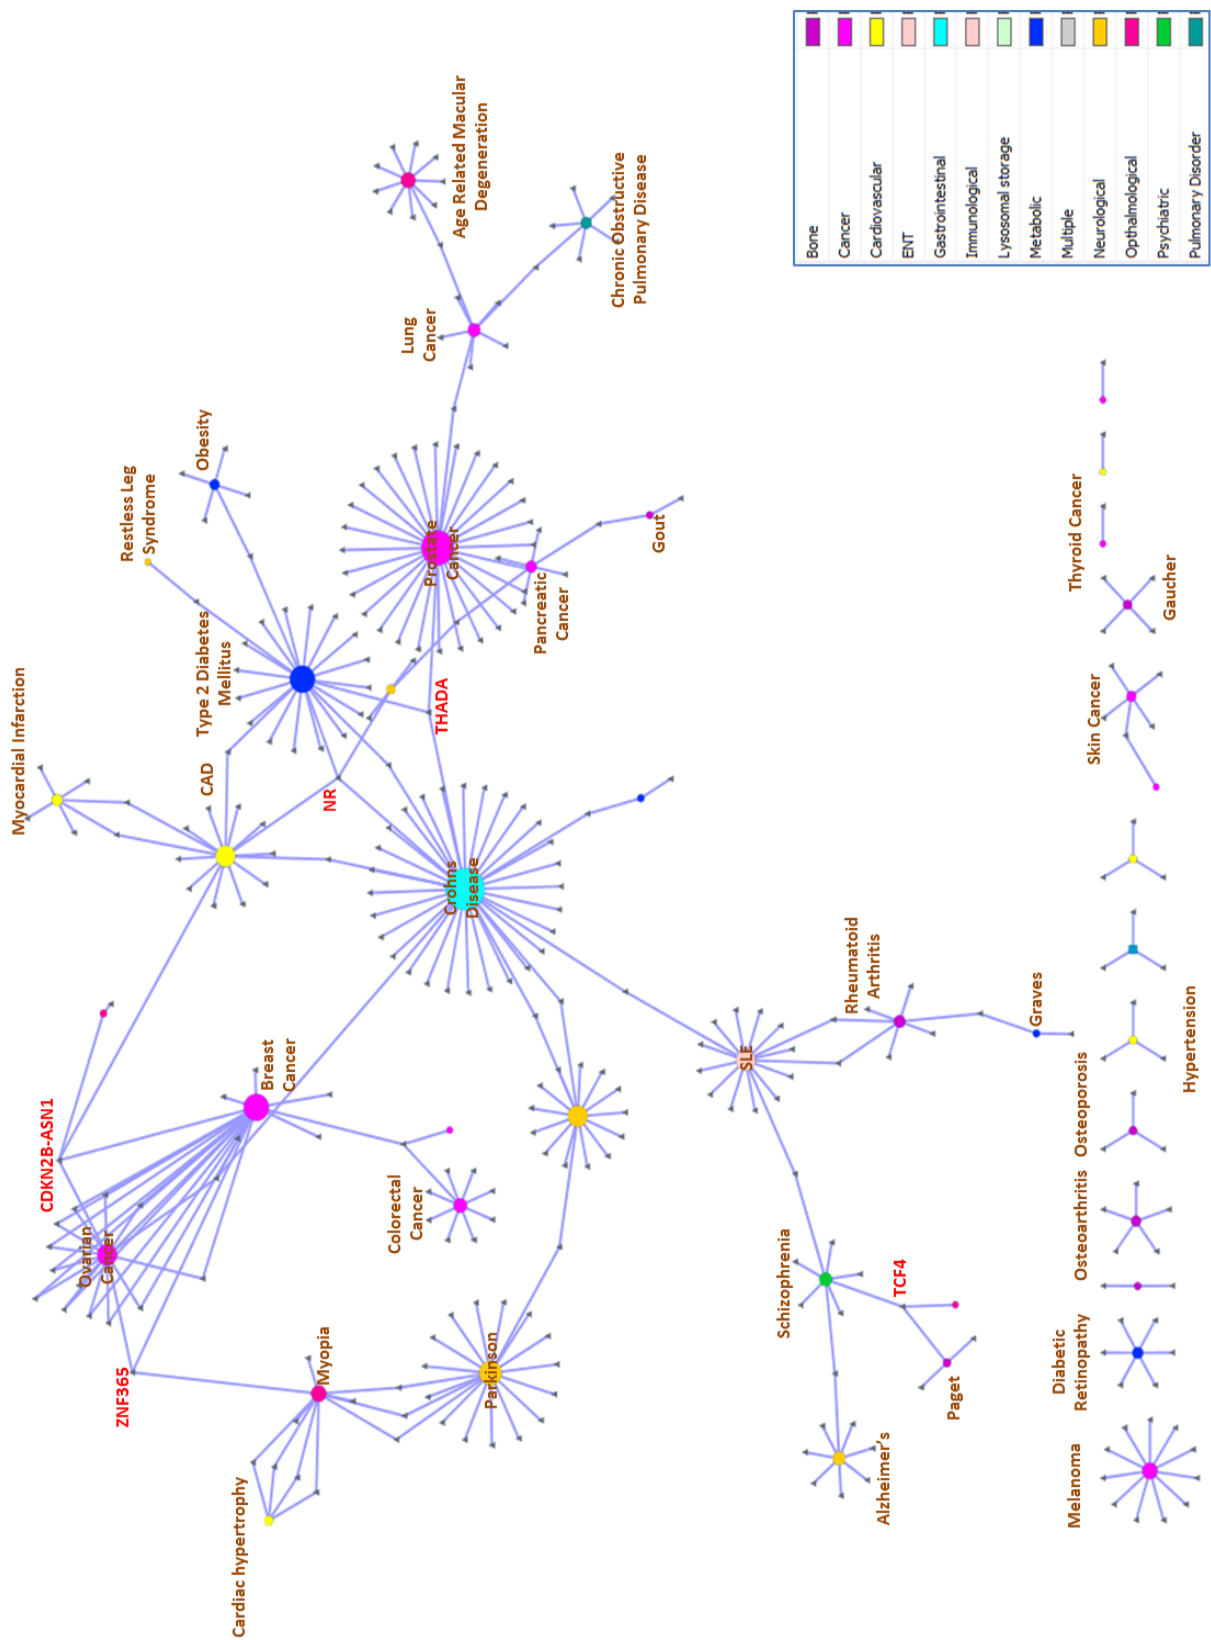 Myocardial Infarction
Restless Leg
Syndrome
Obesity
Age Related Macular
Degeneration
Chronic Obstructive
Pulmonary Disease
Lung
Cancer
Type 2 Diabetes
Mellitus
CAD
NR
THADA
Prostate
Cancer
Pancreatic
Cancer
Gout
CDKN2B-ASN1
Breast
Cancer
Crohns
Disease
Ovarian
Cancer
Colorectal
Cancer
ZNF365
Myopia
Parkinson
Cardiac hypertrophy
SLE
Rheumatoid
Arthritis
Graves
Schizophrenia
TCF4
Paget
Alzheimer's
Melanoma
Diabetic
Retinopathy
Osteoarthritis
Osteoporosis
Hypertension
Skin Cancer
Gaucher
Thyroid Cancer
Bone
Cancer
Cardiovascular
ENT
Gastrointestinal
Immunological
Lysosomal storage
Metabolic
Multiple
Neurological
Opthalmological
Psychiatric
Pulmonary Disorder